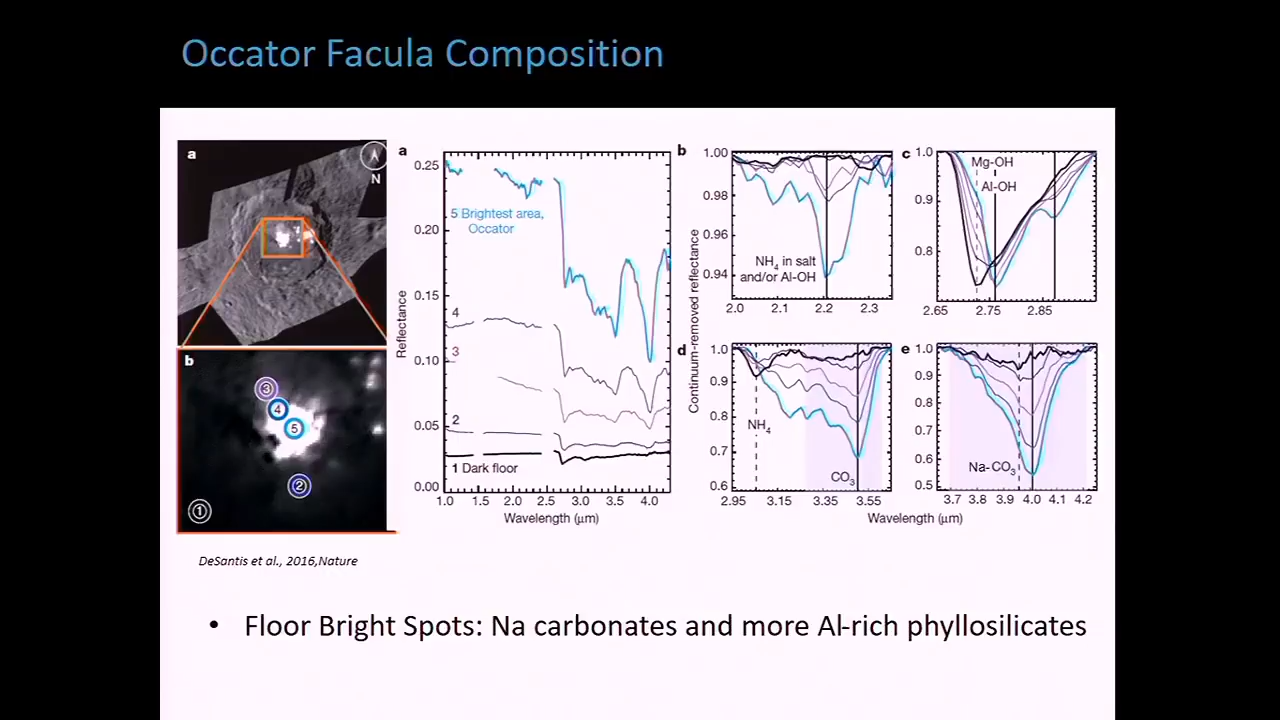 Occator Facula Composition
a
N
b
3
4
5
2
1
a
0.25
0.20
0.15
0.10
0.05
0.00
Reflectance
5 Brightest area,
Occator
4
3
2
1 Dark floor
1.0 1.5 2.0 2.5 3.0 3.5 4.0
Wavelength (μm)
b
1.00
0.98
0.96
0.94
NH4 in salt
and/or Al-OH
2.0 2.1 2.2 2.3
Continuum-removed reflectance
c
1.0
0.9
0.8
Mg-OH
Al-OH
2.65 2.75 2.85
d
1.0
0.9
0.8
0.7
0.6
NH4
CO3
2.95 3.15 3.35 3.55
e
1.0
0.9
0.8
0.7
0.6
0.5
Na-CO3
3.7 3.8 3.9 4.0 4.1 4.2
Wavelength (μm)
DeSantis et al., 2016,Nature
• Floor Bright Spots: Na carbonates and more Al-rich phyllosilicates